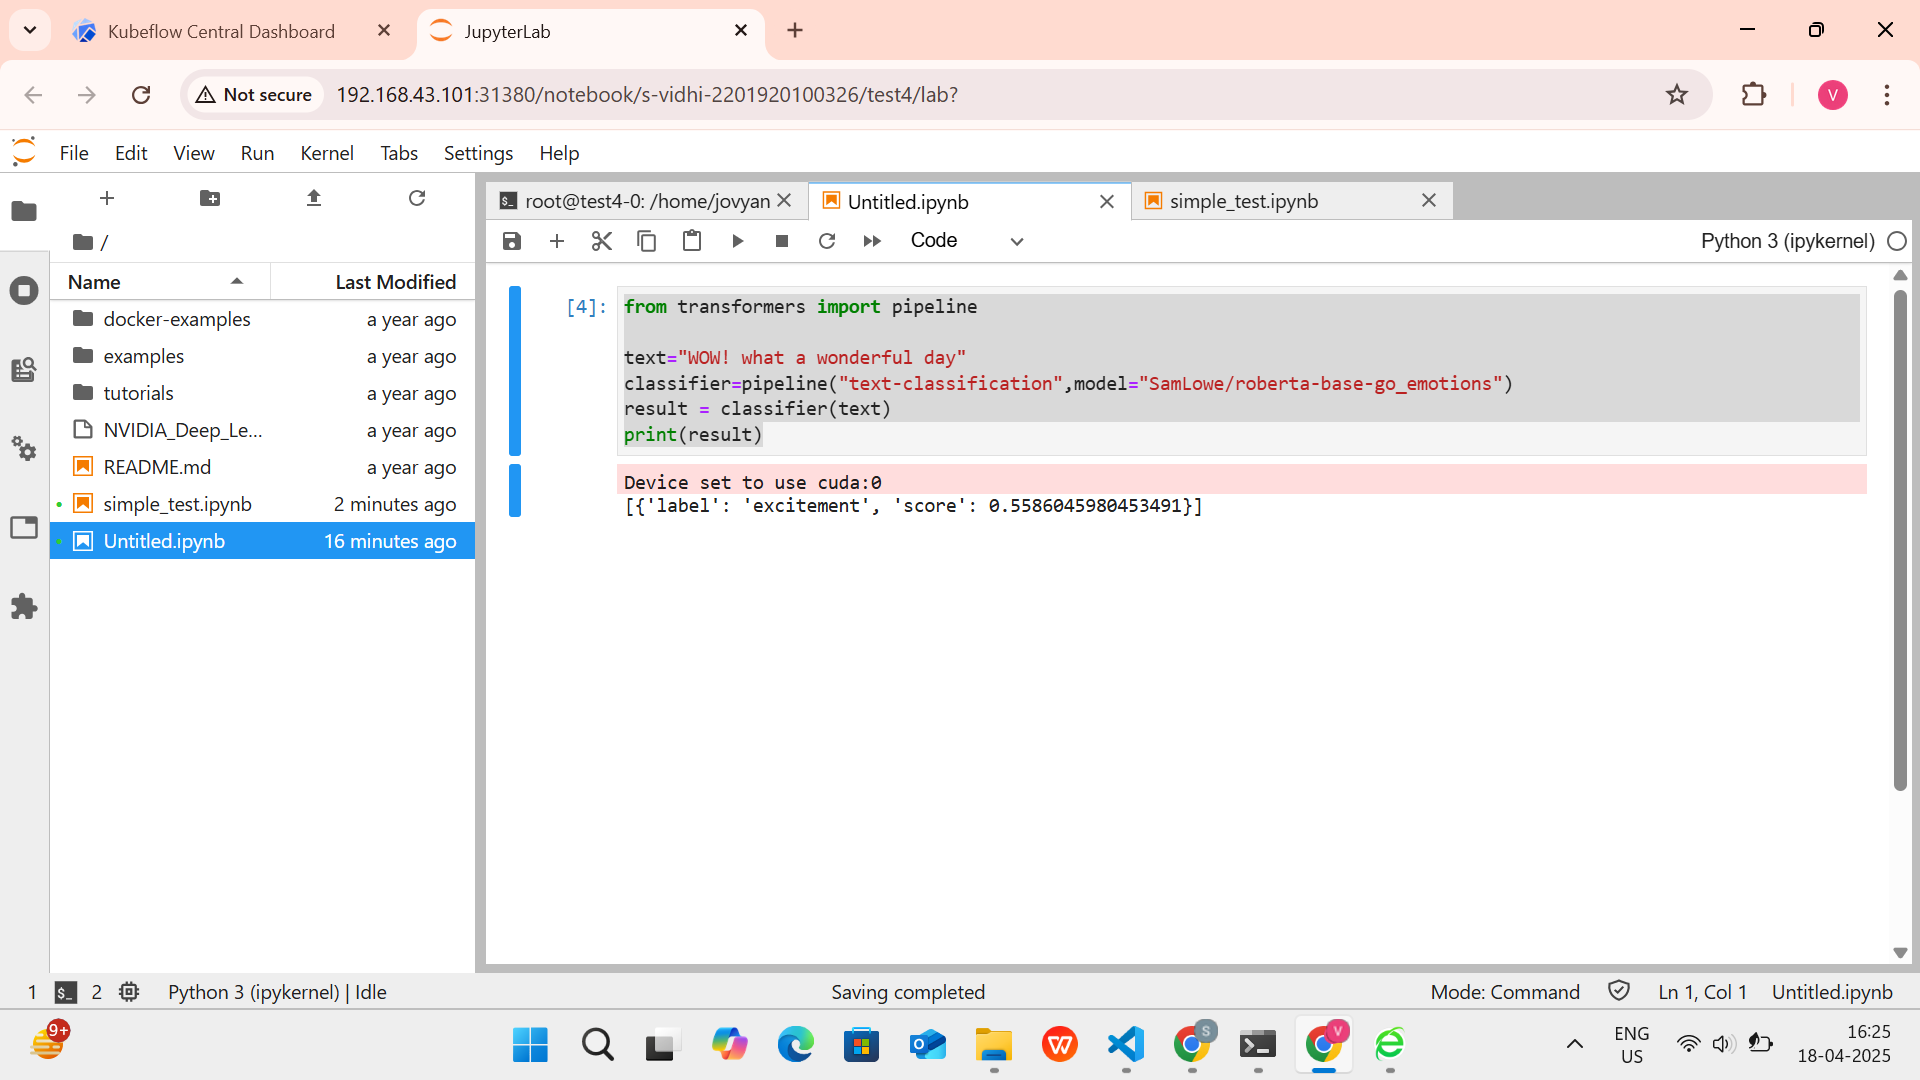 Kubeflow Central Dashboard
JupyterLab
Not secure
192.168.43.101:31380/notebook/s-vidhi-2201920100326/test4/lab?
V
File Edit View Run Kernel Tabs Settings Help
/
Name Last Modified
docker-examples a year ago
examples a year ago
tutorials a year ago
NVIDIA_Deep_Le... a year ago
README.md a year ago
simple_test.ipynb 2 minutes ago
Untitled.ipynb 16 minutes ago
root@test4-0: /home/jovyan
Untitled.ipynb
simple_test.ipynb
Code
Python 3 (ipykernel)
[4]:
from transformers import pipeline
text="WOW! what a wonderful day"
classifier=pipeline("text-classification",model="SamLowe/roberta-base-go_emotions")
result = classifier(text)
print(result)
Device set to use cuda:0
[{'label': 'excitement', 'score': 0.5586045980453491}]
1 $_ 2 Python 3 (ipykernel) | Idle
Saving completed
Mode: Command Ln 1, Col 1 Untitled.ipynb
9+
S
V
ENG
US
16:25
18-04-2025